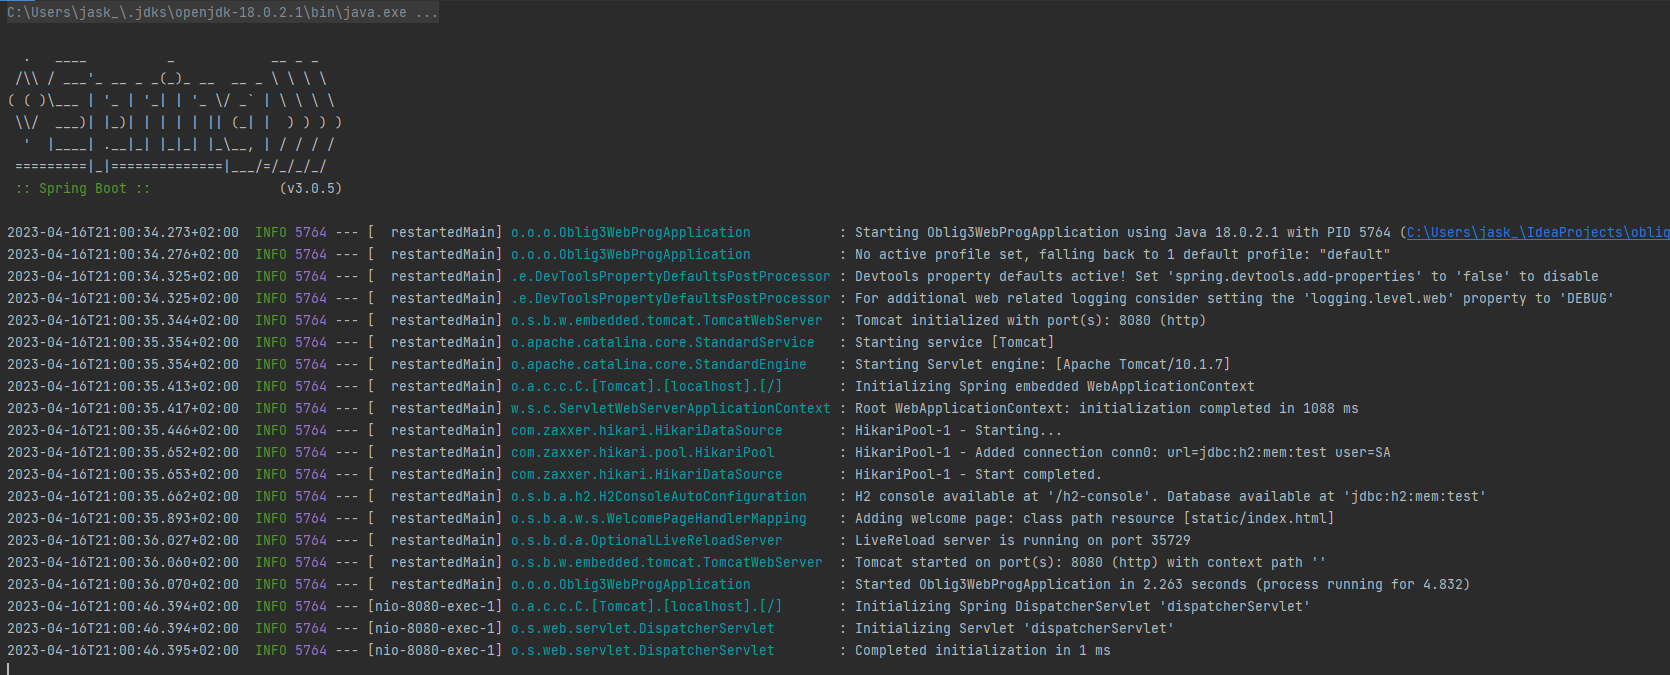 C:\Users\jask_\.jdks\openjdk-18.0.2.1\bin\java.exe ...
  .   ____          _            __ _ _
 /\\ / ___'_ __ _ _(_)_ __  __ _ \ \ \ \
( ( )\___ | '_ | '_| | '_ \/ _` | \ \ \ \
 \\/  ___)| |_)| | | | | || (_| |  ) ) ) )
  '  |____| .__|_| |_|_| |_\__, | / / / /
 =========|_|==============|___/=/_/_/_/
 :: Spring Boot ::                (v3.0.5)
2023-04-16T21:00:34.273+02:00  INFO 5764 --- [  restartedMain] o.o.o.Oblig3WebProgApplication           : Starting Oblig3WebProgApplication using Java 18.0.2.1 with PID 5764 (C:\Users\jask_\IdeaProjects\oblig
2023-04-16T21:00:34.276+02:00  INFO 5764 --- [  restartedMain] o.o.o.Oblig3WebProgApplication           : No active profile set, falling back to 1 default profile: "default"
2023-04-16T21:00:34.325+02:00  INFO 5764 --- [  restartedMain] .e.DevToolsPropertyDefaultsPostProcessor : Devtools property defaults active! Set 'spring.devtools.add-properties' to 'false' to disable
2023-04-16T21:00:34.325+02:00  INFO 5764 --- [  restartedMain] .e.DevToolsPropertyDefaultsPostProcessor : For additional web related logging consider setting the 'logging.level.web' property to 'DEBUG'
2023-04-16T21:00:35.344+02:00  INFO 5764 --- [  restartedMain] o.s.b.w.embedded.tomcat.TomcatWebServer  : Tomcat initialized with port(s): 8080 (http)
2023-04-16T21:00:35.354+02:00  INFO 5764 --- [  restartedMain] o.apache.catalina.core.StandardService   : Starting service [Tomcat]
2023-04-16T21:00:35.354+02:00  INFO 5764 --- [  restartedMain] o.apache.catalina.core.StandardEngine    : Starting Servlet engine: [Apache Tomcat/10.1.7]
2023-04-16T21:00:35.413+02:00  INFO 5764 --- [  restartedMain] o.a.c.c.C.[Tomcat].[localhost].[/]       : Initializing Spring embedded WebApplicationContext
2023-04-16T21:00:35.417+02:00  INFO 5764 --- [  restartedMain] w.s.c.ServletWebServerApplicationContext : Root WebApplicationContext: initialization completed in 1088 ms
2023-04-16T21:00:35.446+02:00  INFO 5764 --- [  restartedMain] com.zaxxer.hikari.HikariDataSource       : HikariPool-1 - Starting...
2023-04-16T21:00:35.652+02:00  INFO 5764 --- [  restartedMain] com.zaxxer.hikari.pool.HikariPool        : HikariPool-1 - Added connection conn0: url=jdbc:h2:mem:test user=SA
2023-04-16T21:00:35.653+02:00  INFO 5764 --- [  restartedMain] com.zaxxer.hikari.HikariDataSource       : HikariPool-1 - Start completed.
2023-04-16T21:00:35.662+02:00  INFO 5764 --- [  restartedMain] o.s.b.a.h2.H2ConsoleAutoConfiguration    : H2 console available at '/h2-console'. Database available at 'jdbc:h2:mem:test'
2023-04-16T21:00:35.893+02:00  INFO 5764 --- [  restartedMain] o.s.b.a.w.s.WelcomePageHandlerMapping    : Adding welcome page: class path resource [static/index.html]
2023-04-16T21:00:36.027+02:00  INFO 5764 --- [  restartedMain] o.s.b.d.a.OptionalLiveReloadServer       : LiveReload server is running on port 35729
2023-04-16T21:00:36.060+02:00  INFO 5764 --- [  restartedMain] o.s.b.w.embedded.tomcat.TomcatWebServer  : Tomcat started on port(s): 8080 (http) with context path ''
2023-04-16T21:00:36.070+02:00  INFO 5764 --- [  restartedMain] o.o.o.Oblig3WebProgApplication           : Started Oblig3WebProgApplication in 2.263 seconds (process running for 4.832)
2023-04-16T21:00:46.394+02:00  INFO 5764 --- [nio-8080-exec-1] o.a.c.c.C.[Tomcat].[localhost].[/]       : Initializing Spring DispatcherServlet 'dispatcherServlet'
2023-04-16T21:00:46.394+02:00  INFO 5764 --- [nio-8080-exec-1] o.s.web.servlet.DispatcherServlet        : Initializing Servlet 'dispatcherServlet'
2023-04-16T21:00:46.395+02:00  INFO 5764 --- [nio-8080-exec-1] o.s.web.servlet.DispatcherServlet        : Completed initialization in 1 ms